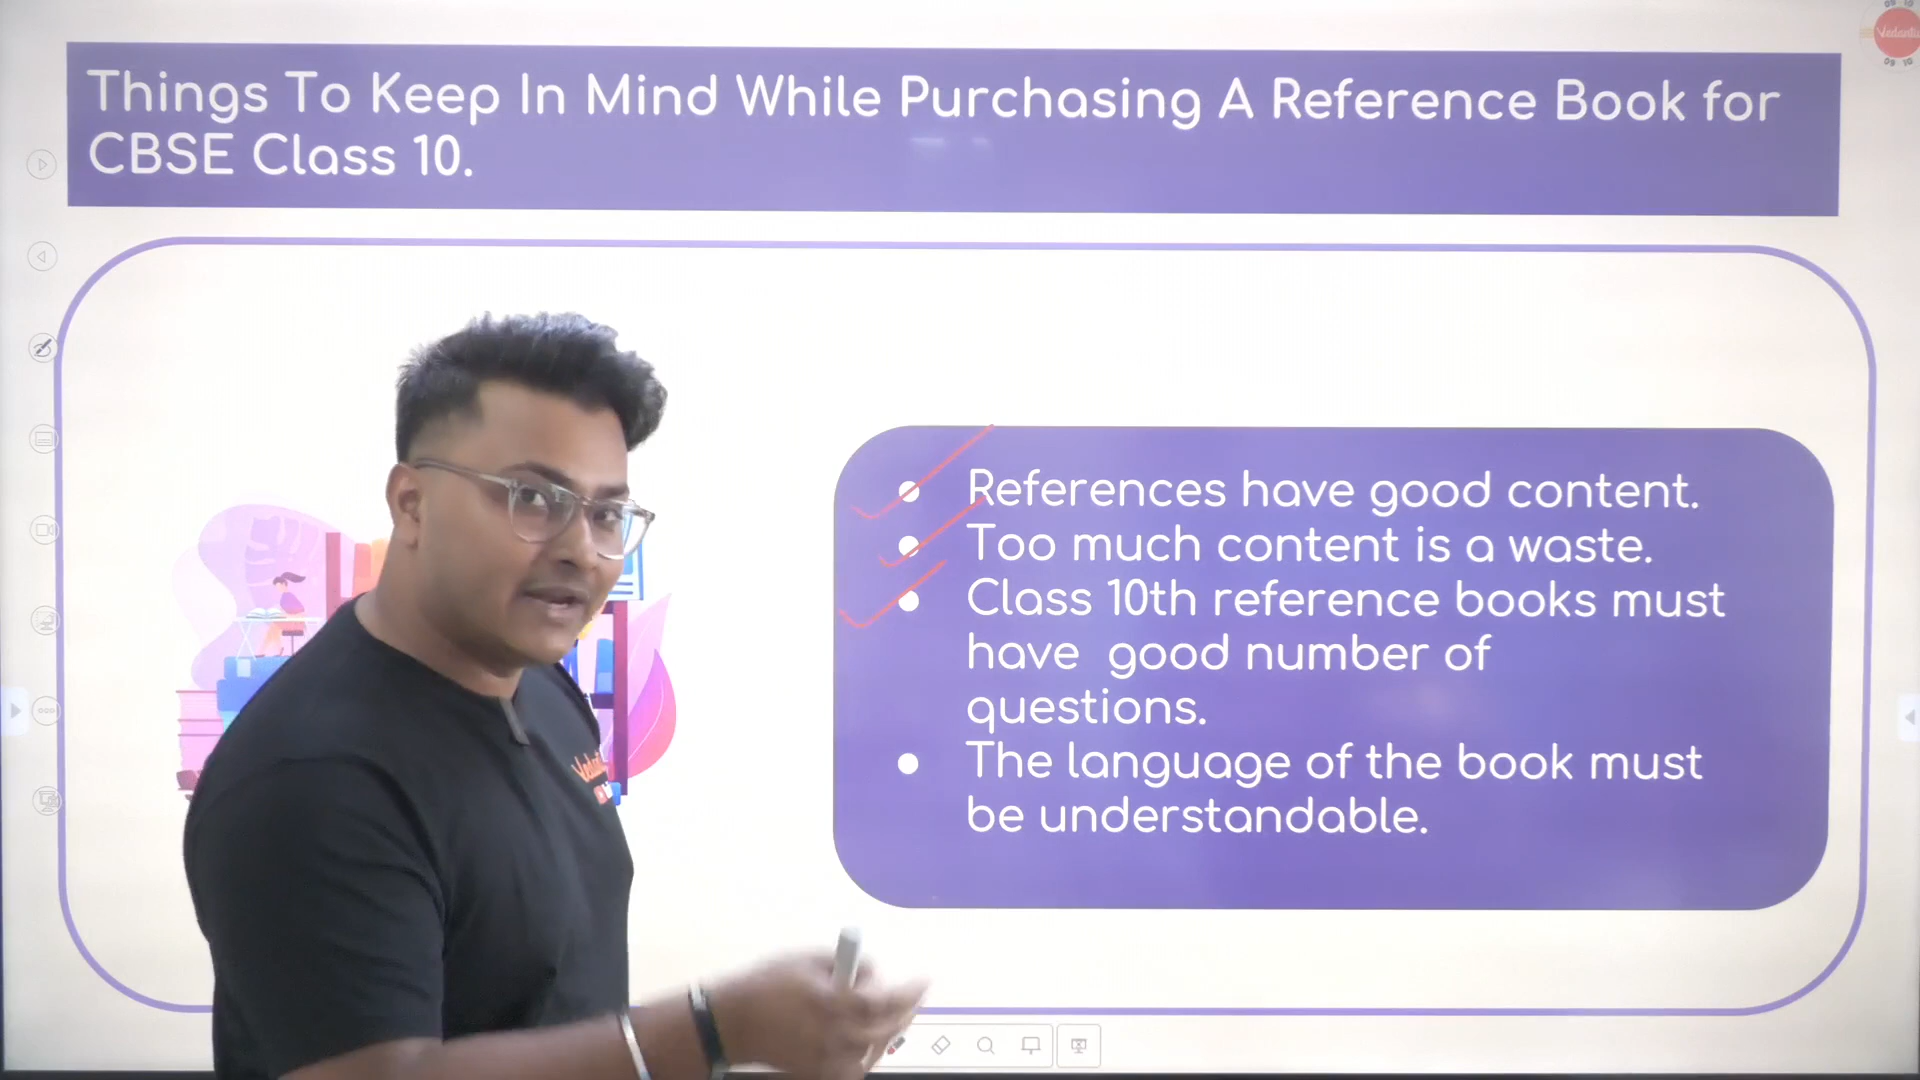 Vedantu
Things To Keep In Mind While Purchasing A Reference Book for
CBSE Class 10.
● References have good content.
● Too much content is a waste.
● Class 10th reference books must
have good number of
questions.
● The language of the book must
be understandable.